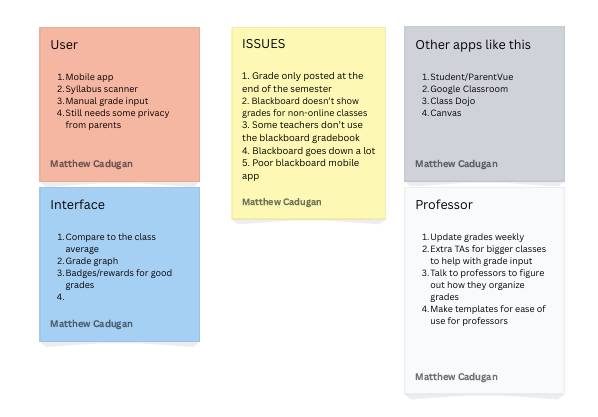 User
1. Mobile app
2. Syllabus scanner
3. Manual grade input
4. Still needs some privacy
from parents
Matthew Cadugan
Interface
1. Compare to the class
average
2. Grade graph
3. Badges/rewards for good
grades
4.
Matthew Cadugan
ISSUES
1. Grade only posted at the
end of the semester
2. Blackboard doesn't show
grades for non-online classes
3. Some teachers don't use
the blackboard gradebook
4. Blackboard goes down a lot
5. Poor blackboard mobile
app
Matthew Cadugan
Other apps like this
1. Student/ParentVue
2. Google Classroom
3. Class Dojo
4. Canvas
Matthew Cadugan
Professor
1. Update grades weekly
2. Extra TAs for bigger classes
to help with grade input
3. Talk to professors to figure
out how they organize
grades
4. Make templates for ease of
use for professors
Matthew Cadugan